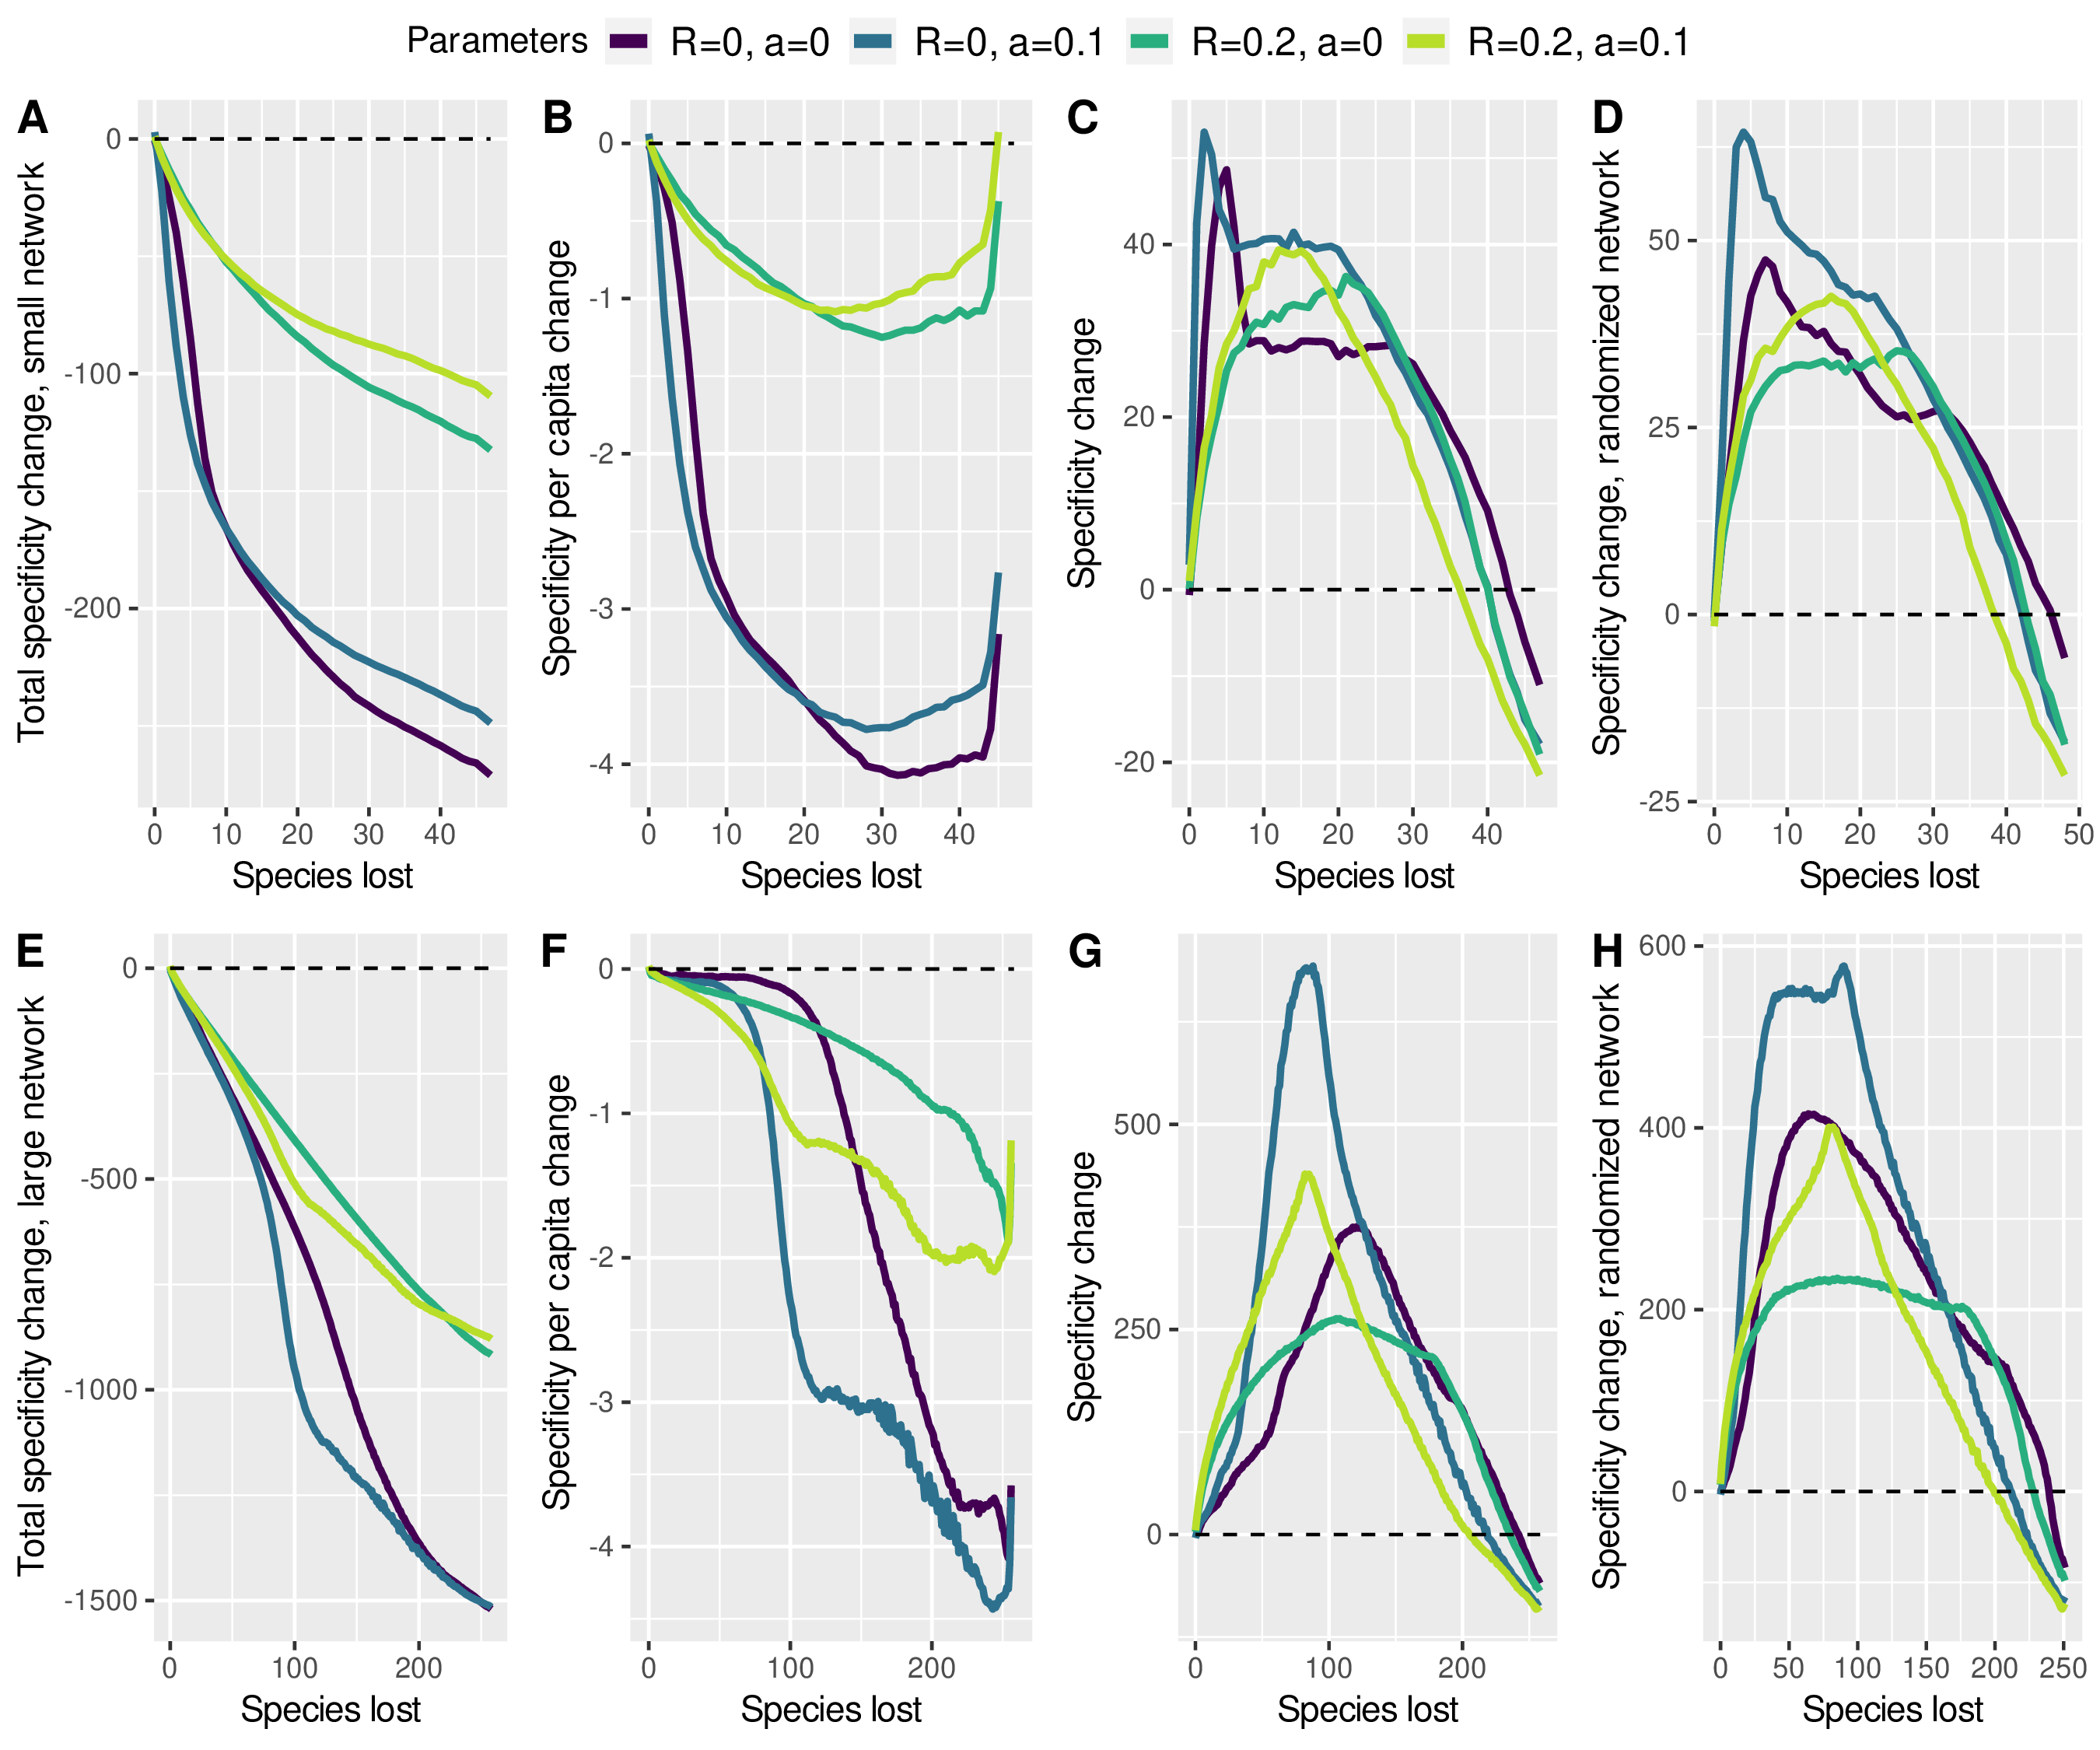 Parameters R=0, a=0 R=0, a=0.1 R=0.2, a=0 R=0.2, a=0.1
A
Total specificity change, small network
0
-100
-200
0 10 20 30 40
Species lost
B
Specificity per capita change
0
-1
-2
-3
-4
0 10 20 30 40
Species lost
C
Specificity change
40
20
0
-20
0 10 20 30 40
Species lost
D
Specificity change, randomized network
50
25
0
-25
0 10 20 30 40 50
Species lost
E
Total specificity change, large network
0
-500
-1000
-1500
0 100 200
Species lost
F
Specificity per capita change
0
-1
-2
-3
-4
0 100 200
Species lost
G
Specificity change
500
250
0
0 100 200
Species lost
H
Specificity change, randomized network
600
400
200
0
0 50 100 150 200 250
Species lost